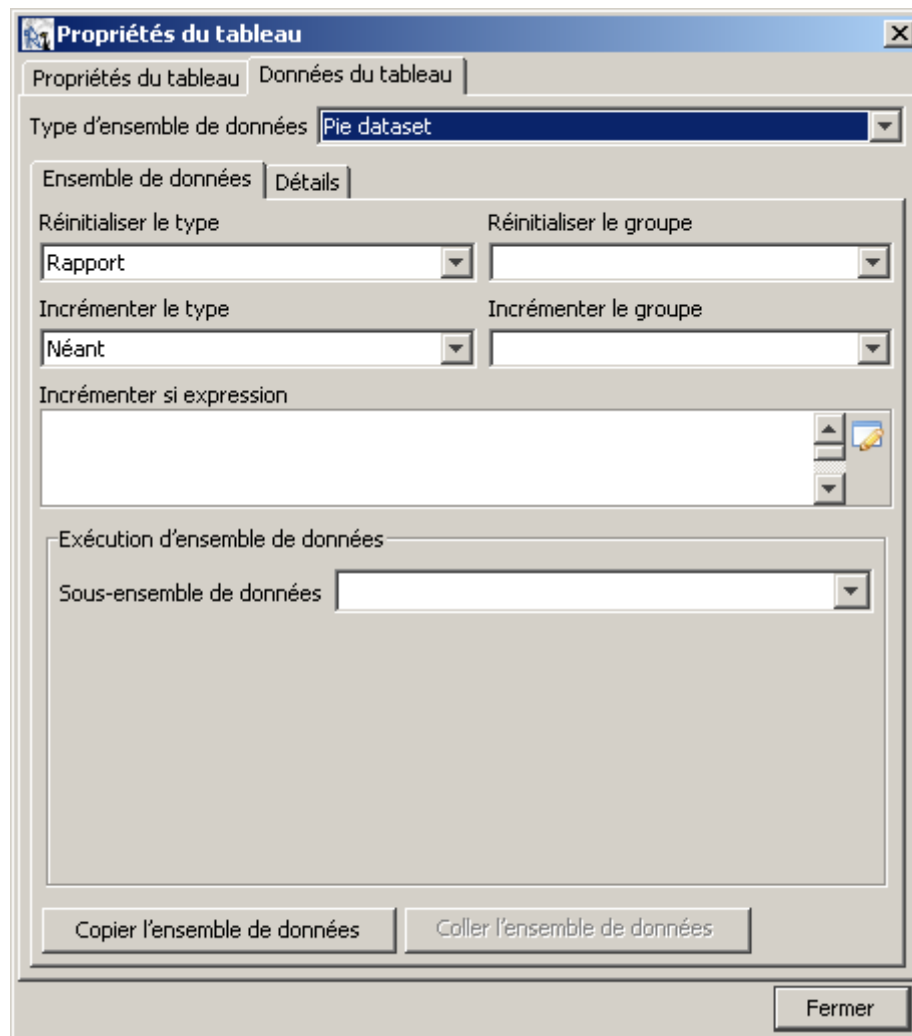 Propriétés du tableau
Propriétés du tableau Données du tableau
Type d'ensemble de données Pie dataset
Ensemble de données Détails
Réinitialiser le type Réinitialiser le groupe
Rapport
Incrémenter le type Incrémenter le groupe
Néant
Incrémenter si expression
Exécution d'ensemble de données
Sous-ensemble de données
Copier l'ensemble de données Coller l'ensemble de données
Fermer